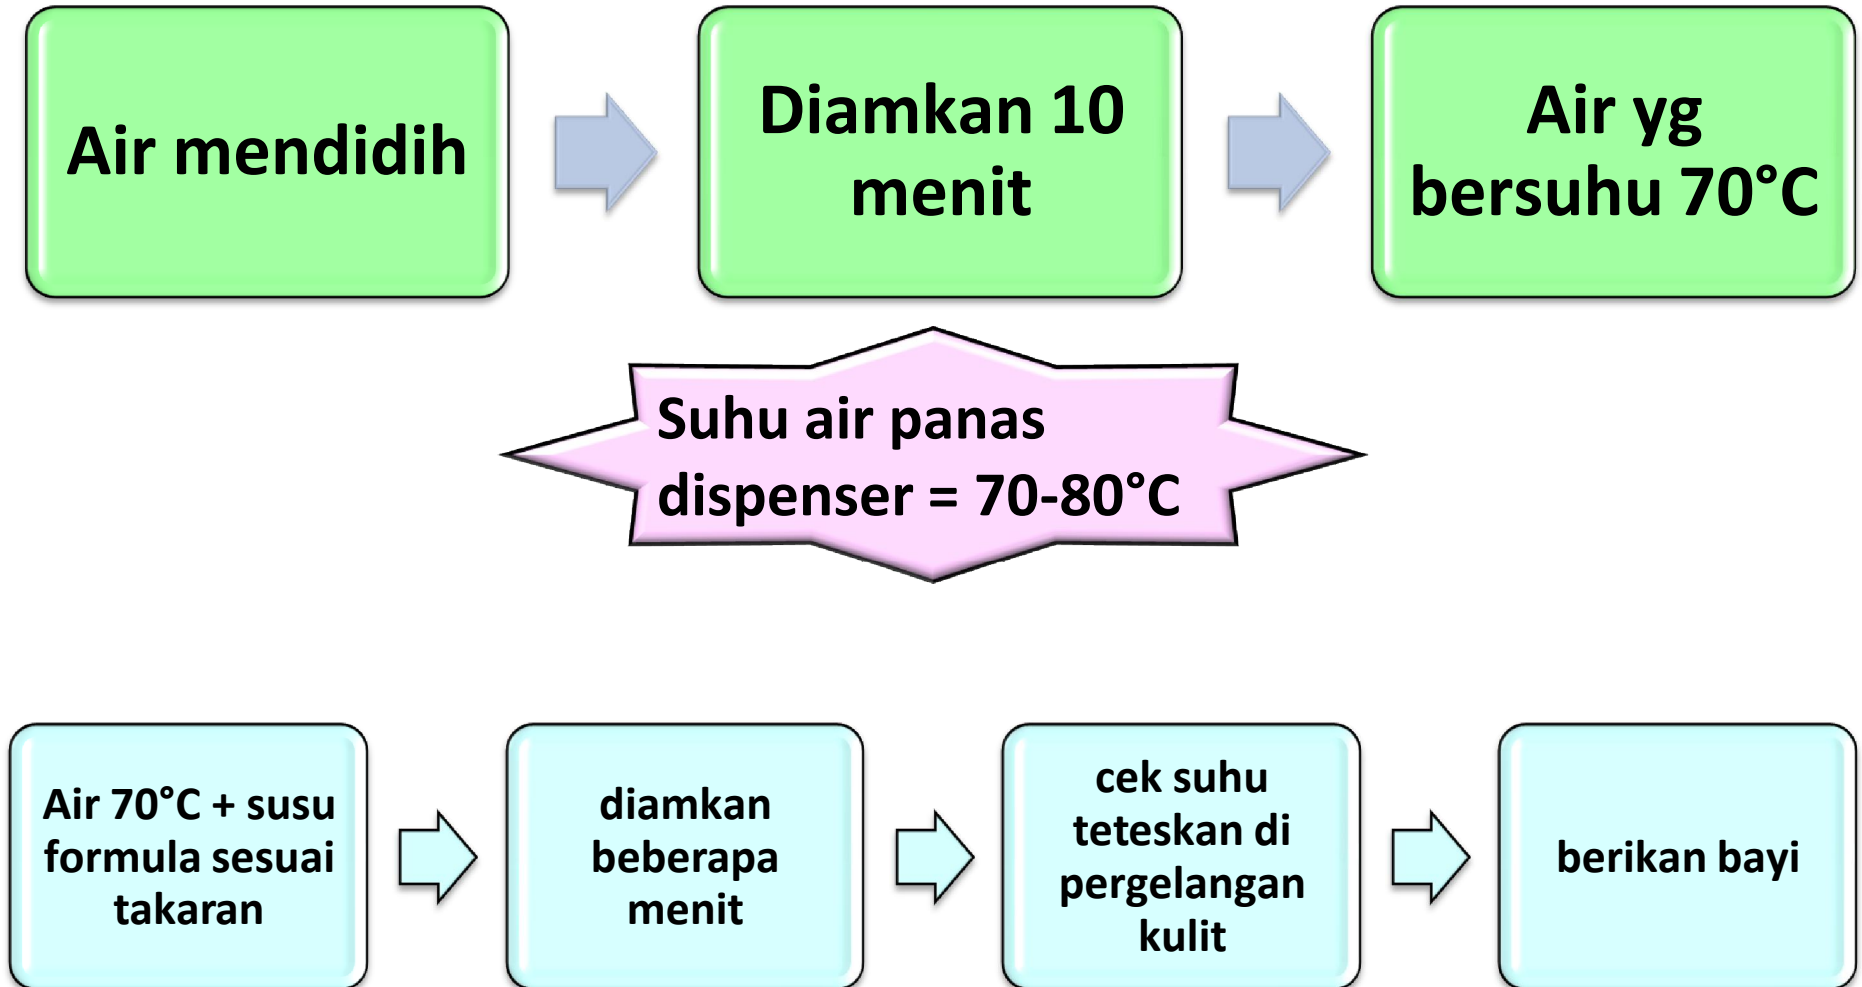 Air mendidih
Diamkan 10
menit
Air yg
bersuhu 70°C
Suhu air panas
dispenser = 70-80°C
Air 70°C + susu
formula sesuai
takaran
diamkan
beberapa
menit
cek suhu
teteskan di
pergelangan
kulit
berikan bayi